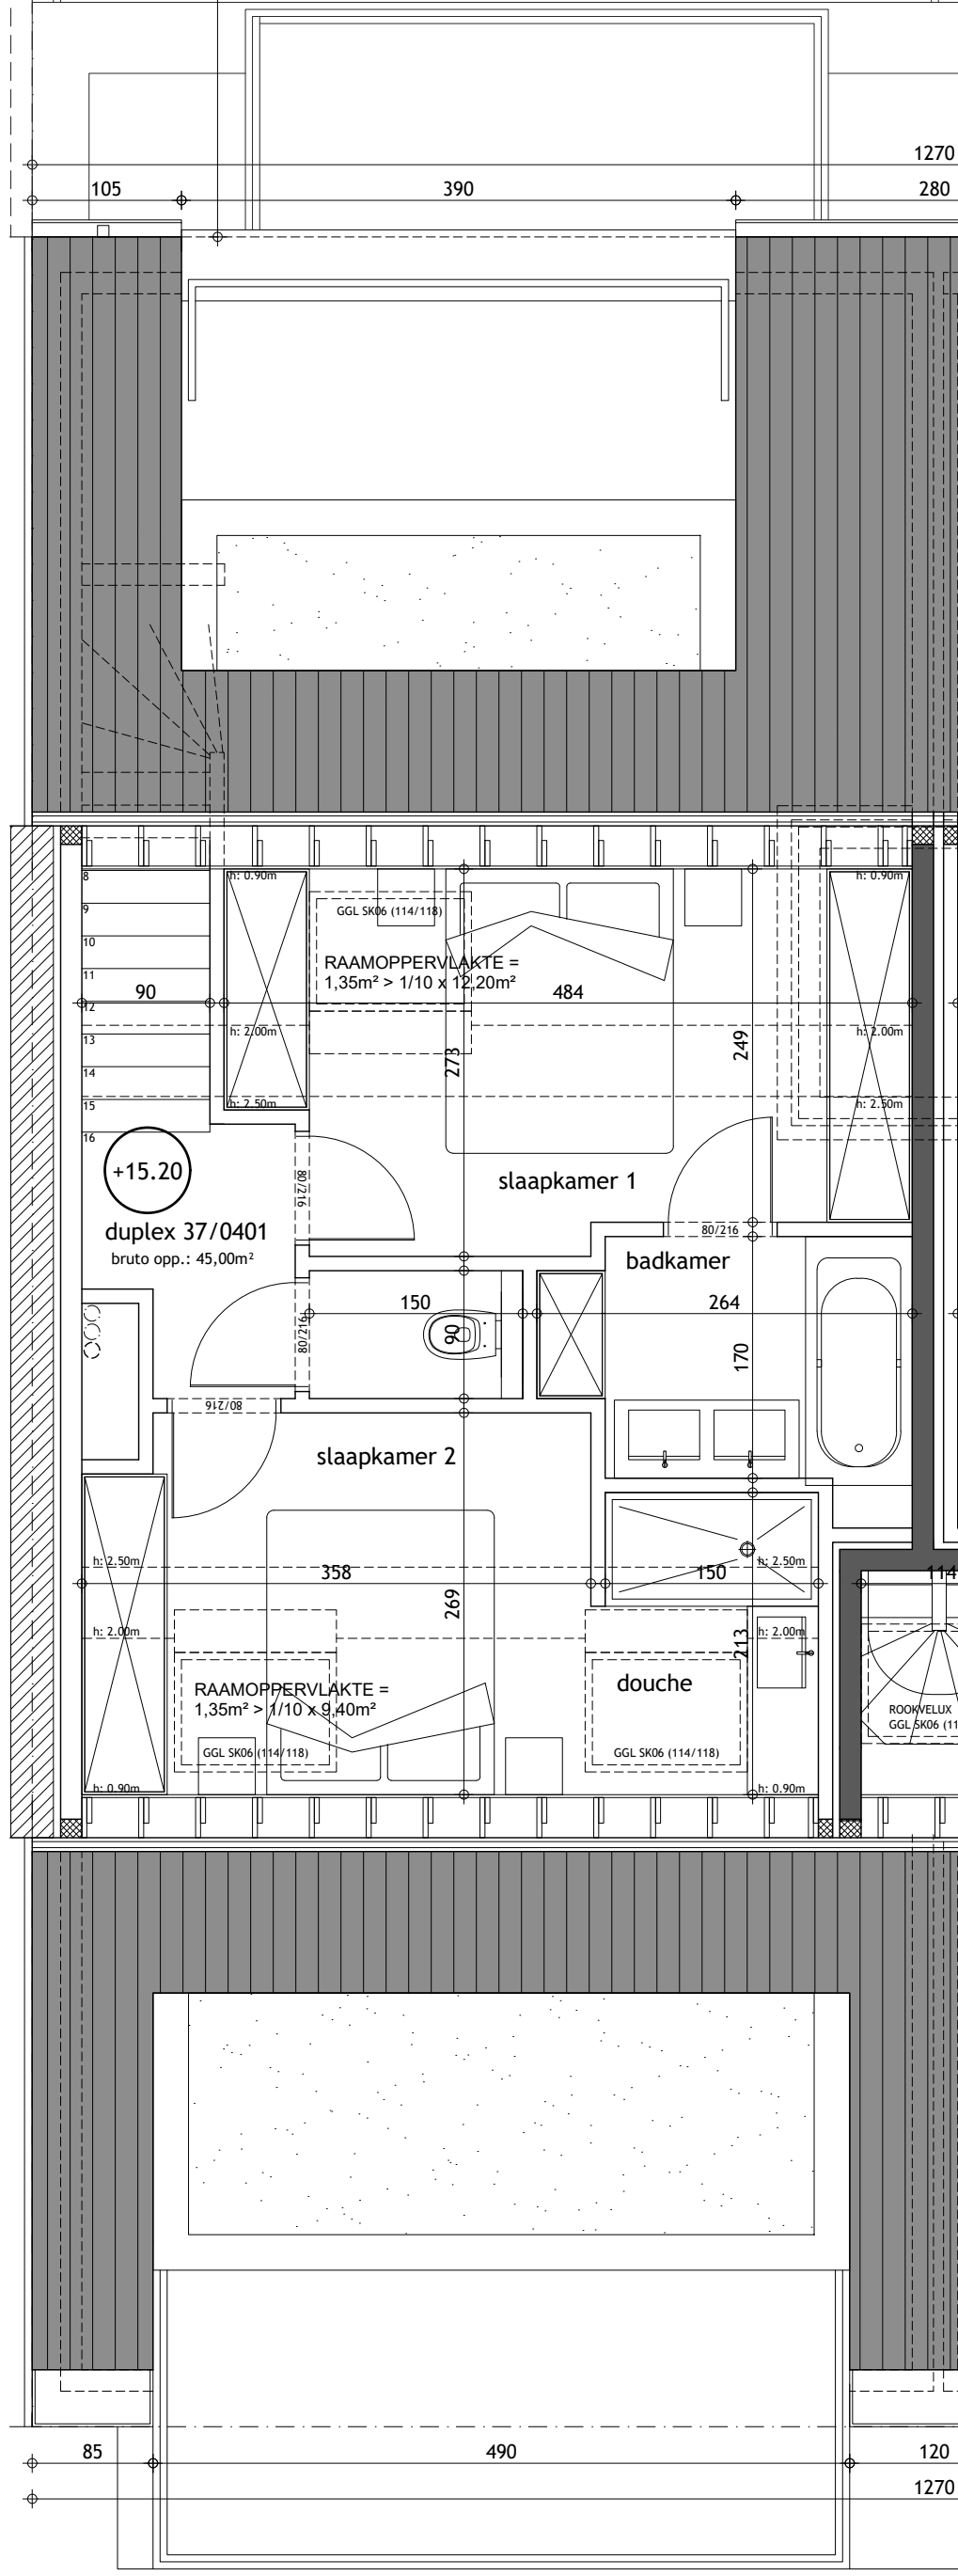 1270
105
390
280
8
h: 0.90m
h: 0.90m
9
GGL SK06 (114/118)
10
RAAMOPPERVLAKTE =
11
1,35m² > 1/10 x 12,20m²
90
484
12
h: 2.00m
h: 2.00m
13
273
249
14
15
h: 2.50m
h: 2.50m
16
+15.20
80/216
slaapkamer 1
duplex 37/0401
80/216
bruto opp.: 45,00m²
badkamer
150
264
80/216
90
170
80/216
slaapkamer 2
h: 2.50m
h: 2.50m
358
150
114
269
h: 2.00m
h: 2.00m
213
douche
RAAMOPPERVLAKTE =
1,35m² > 1/10 x 9,40m²
ROOKVELUX
GGL SK06 (11
GGL SK06 (114/118)
GGL SK06 (114/118)
h: 0.90m
h: 0.90m
85
490
120
1270